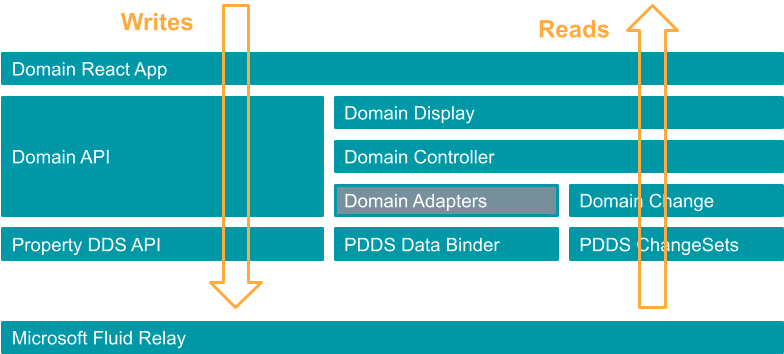 Writes
Reads
Domain React App
Domain API
Domain Display
Domain Controller
Domain Adapters
Domain Change
Property DDS API
PDDS Data Binder
PDDS ChangeSets
Microsoft Fluid Relay